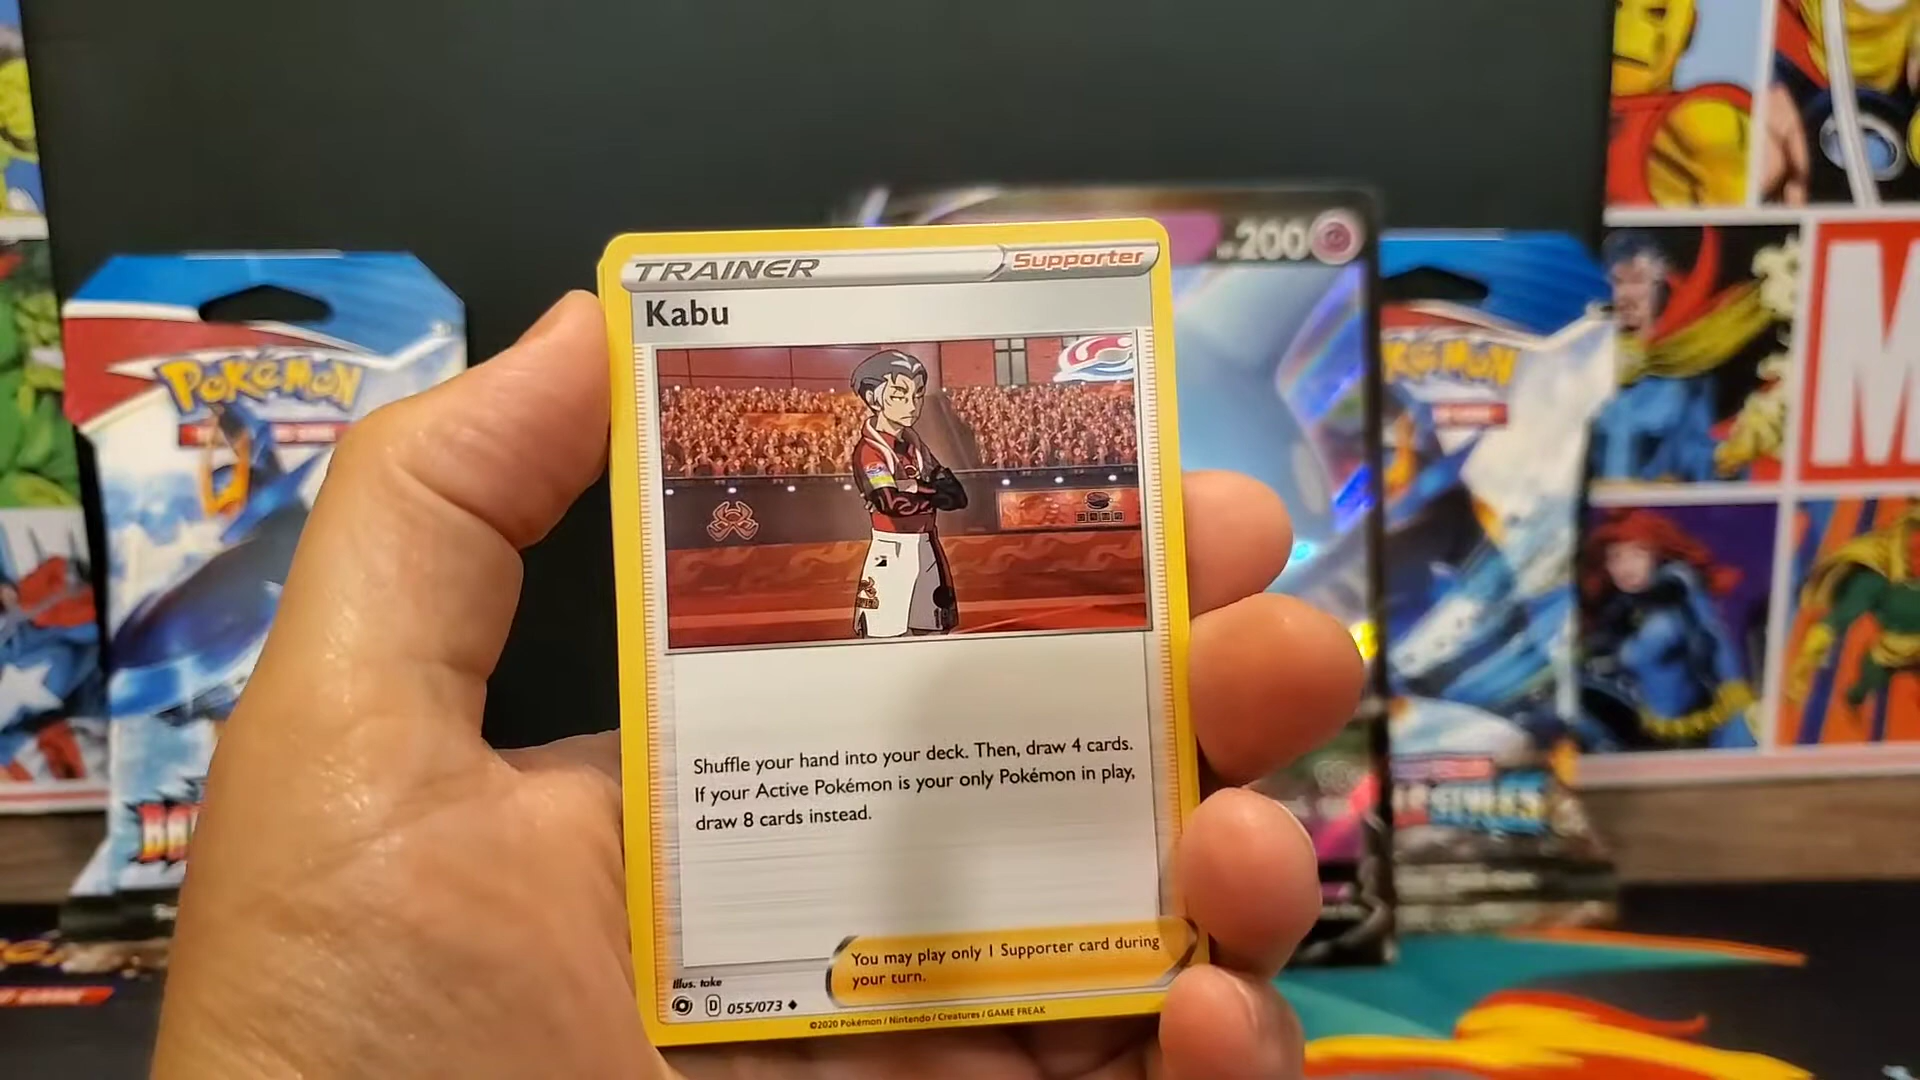 TRAINER
Supporter
Kabu
Shuffle your hand into your deck. Then, draw 4 cards.
If your Active Pokémon is your only Pokémon in play,
draw 8 cards instead.
You may play only 1 Supporter card during
your turn.
Illus. take
D 055/073
©2020 Pokémon / Nintendo / Creatures / GAME FREAK
200
POKéMON
POKéMON
M